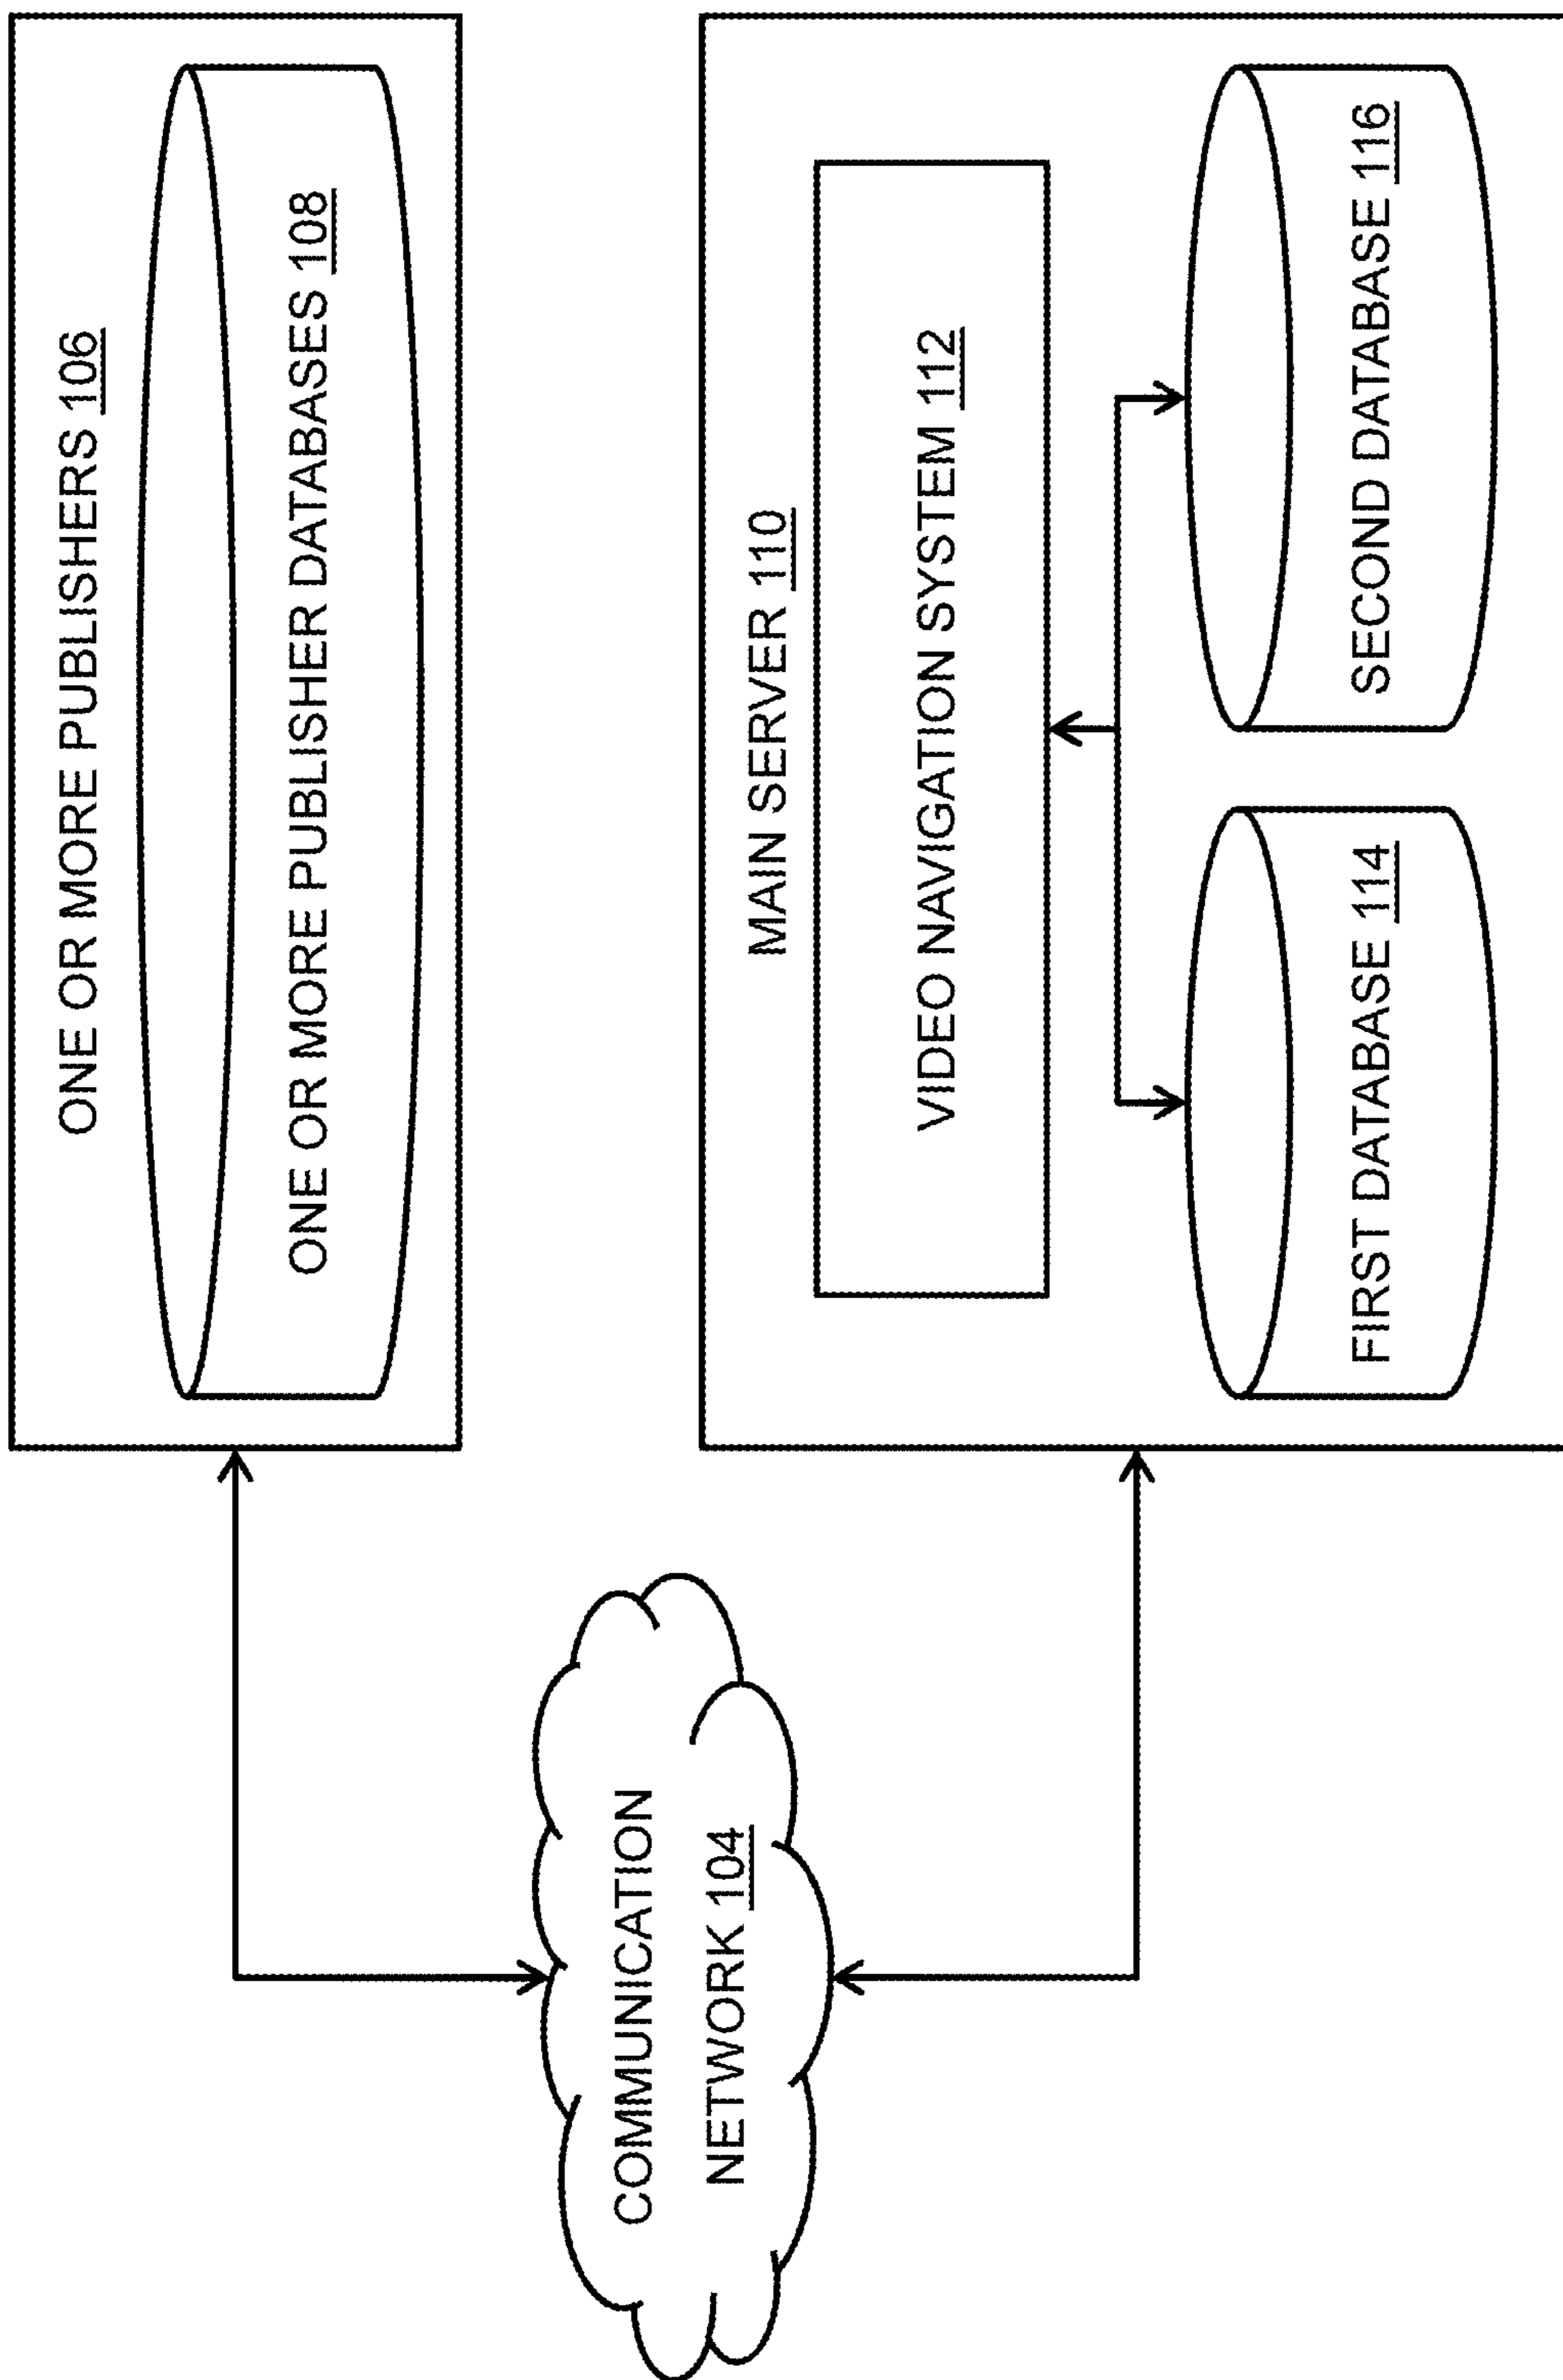 ONE OR MORE PUBLISHERS 106
ONE OR MORE PUBLISHER DATABASES 108
COMMUNICATION
NETWORK 104
MAIN SERVER 110
VIDEO NAVIGATION SYSTEM 112
FIRST DATABASE 114
SECOND DATABASE 116